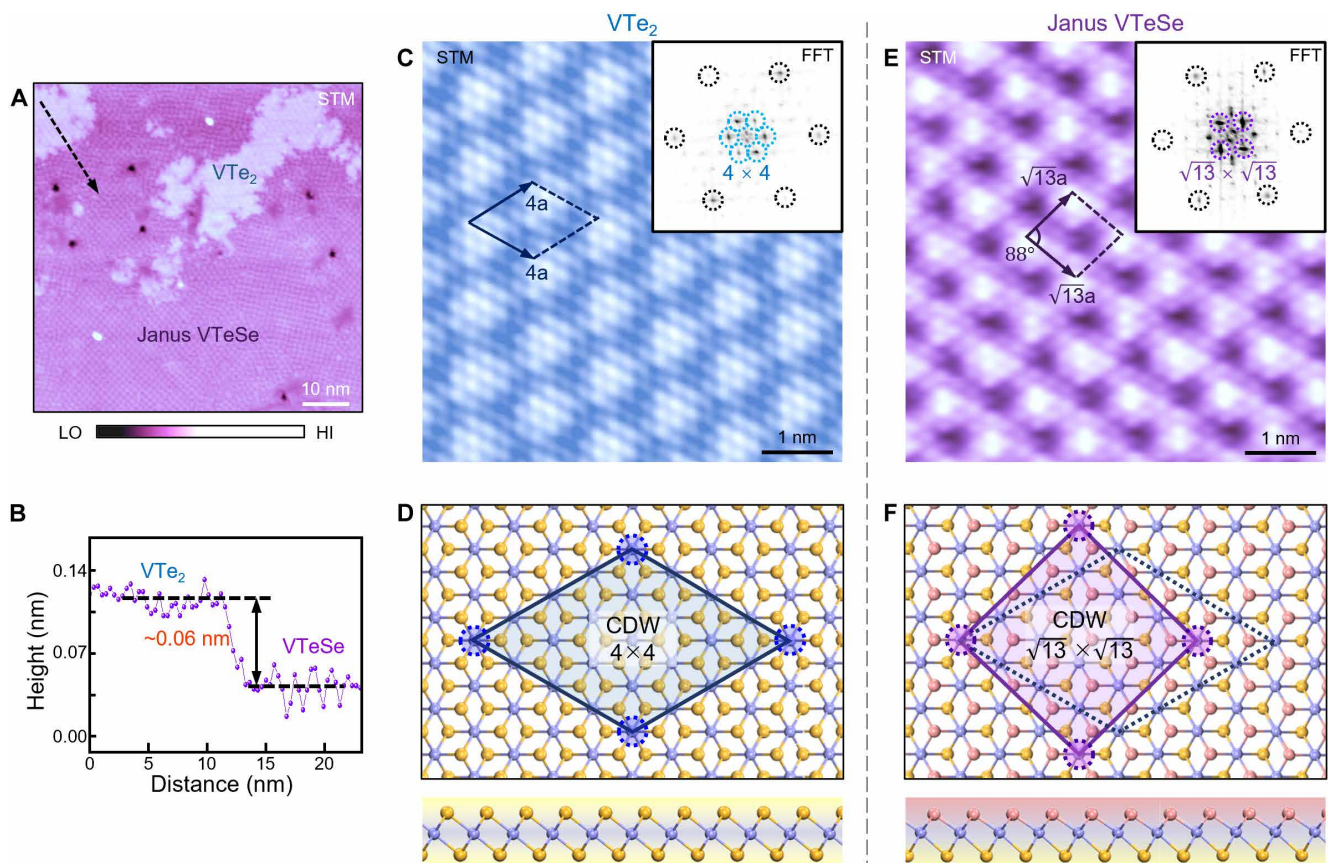 VTe₂
Janus VTeSe
A
STM
VTe₂
Janus VTeSe
10 nm
LO
HI
B
Height (nm)
0.14
0.07
0.00
VTe₂
~0.06 nm
VTeSe
0
5
10
15
20
Distance (nm)
C
STM
FFT
4 × 4
4a
4a
1 nm
D
CDW
4×4
E
STM
FFT
√13 × √13
√13a
88°
√13a
1 nm
F
CDW
√13 ×√13